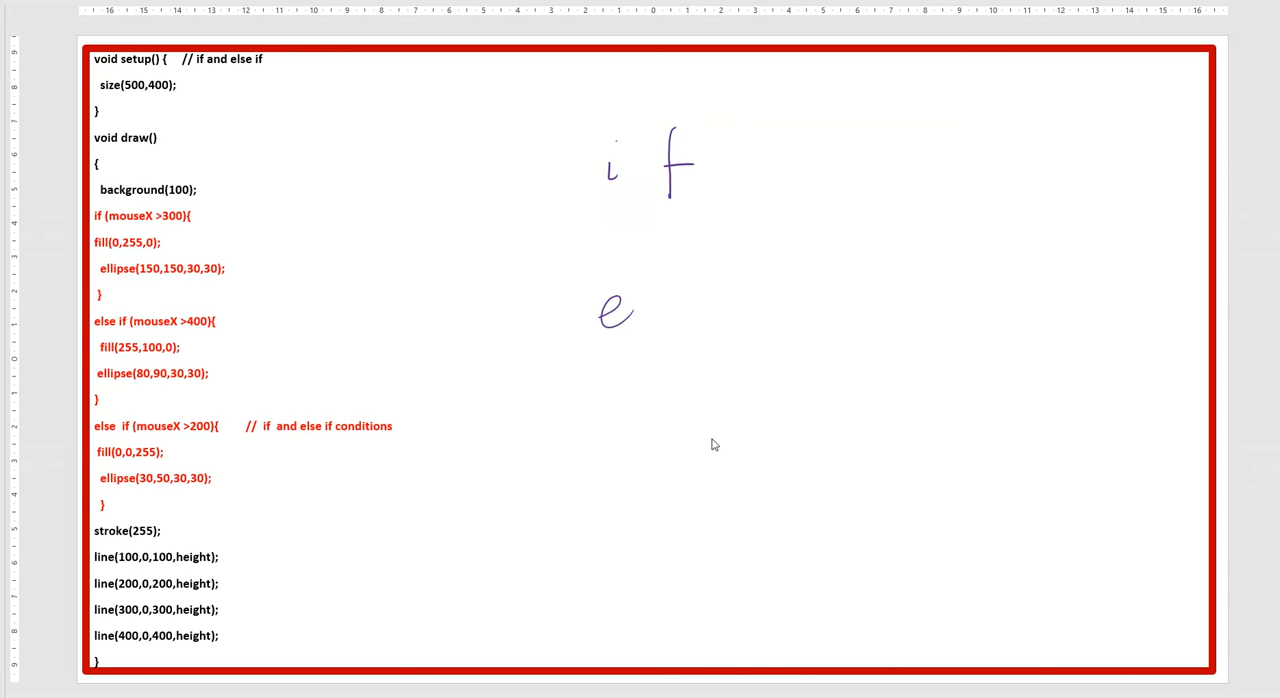 void setup() {    // if and else if
size(500,400);
}
void draw()
{
background(100);
if (mouseX >300){
fill(0,255,0);
ellipse(150,150,30,30);
}
else if (mouseX >400){
fill(255,100,0);
ellipse(80,90,30,30);
}
else  if (mouseX >200){        //  if  and else if conditions
fill(0,0,255);
ellipse(30,50,30,30);
}
stroke(255);
line(100,0,100,height);
line(200,0,200,height);
line(300,0,300,height);
line(400,0,400,height);
}
if
e